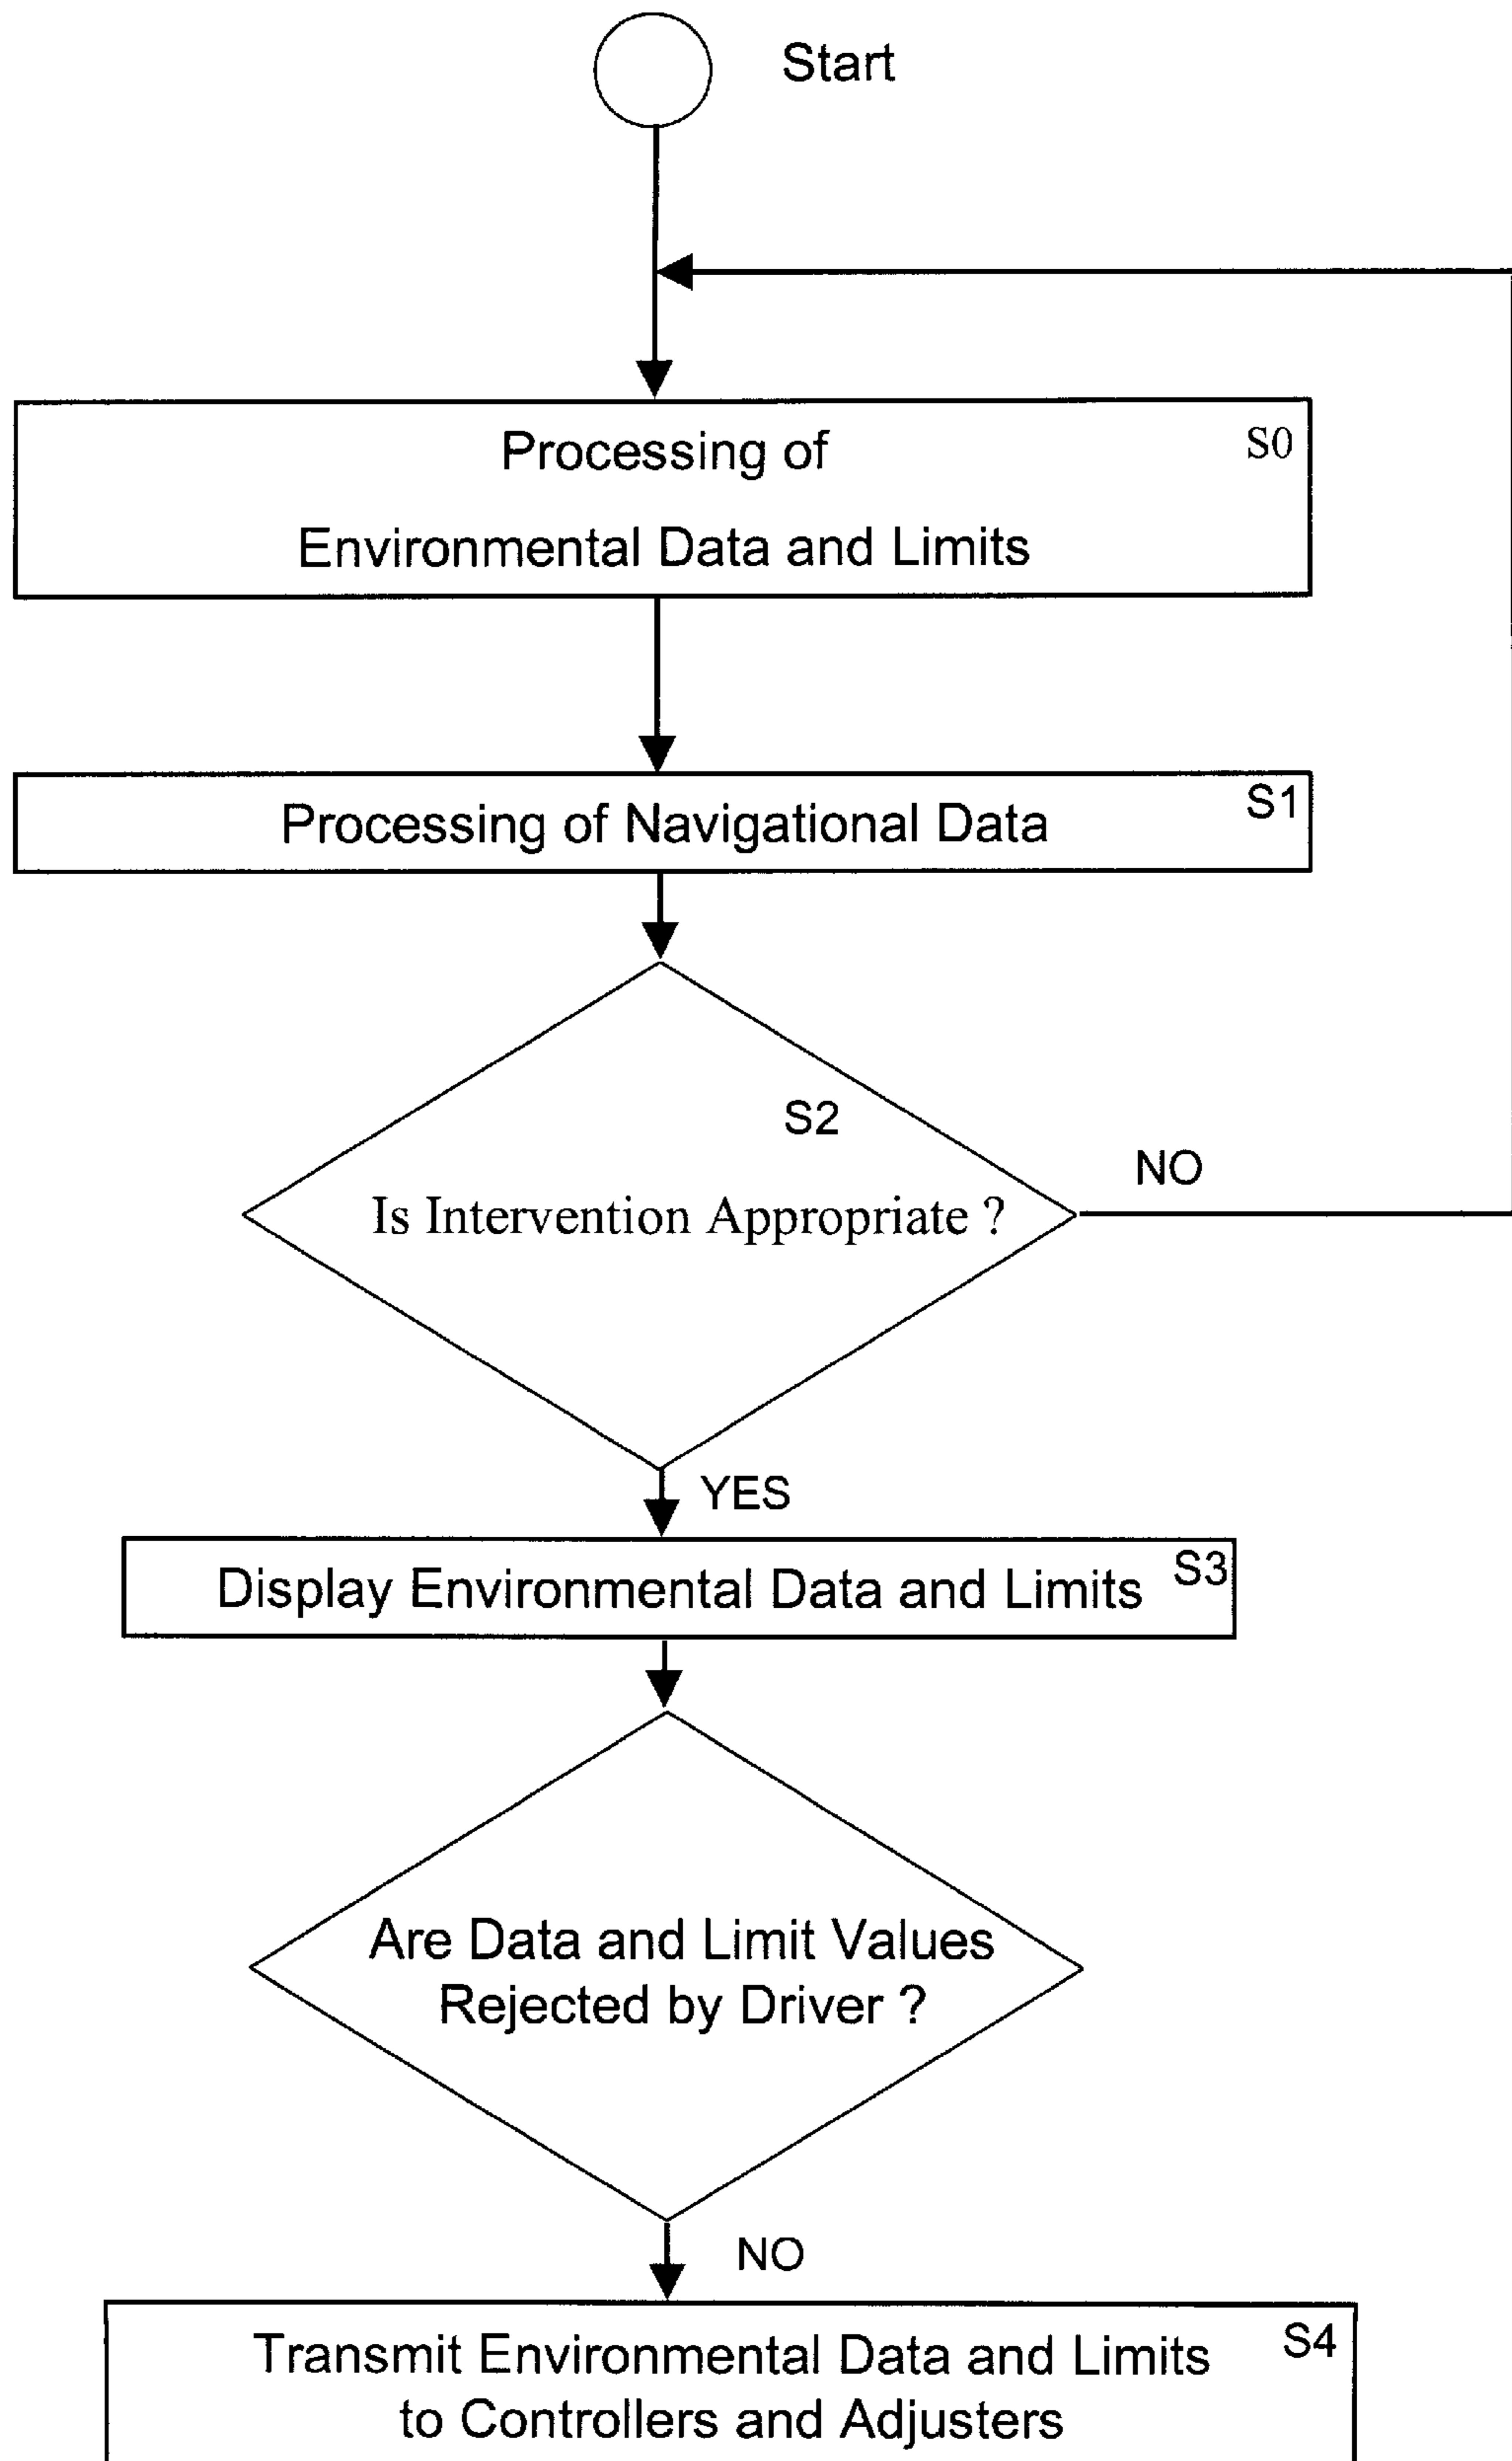 Start
Processing of
S0
Environmental Data and Limits
Processing of Navigational Data
S1
S2
NO
Is Intervention Appropriate ?
YES
Display Environmental Data and Limits
S3
Are Data and Limit Values
Rejected by Driver ?
NO
Transmit Environmental Data and Limits
S4
to Controllers and Adjusters